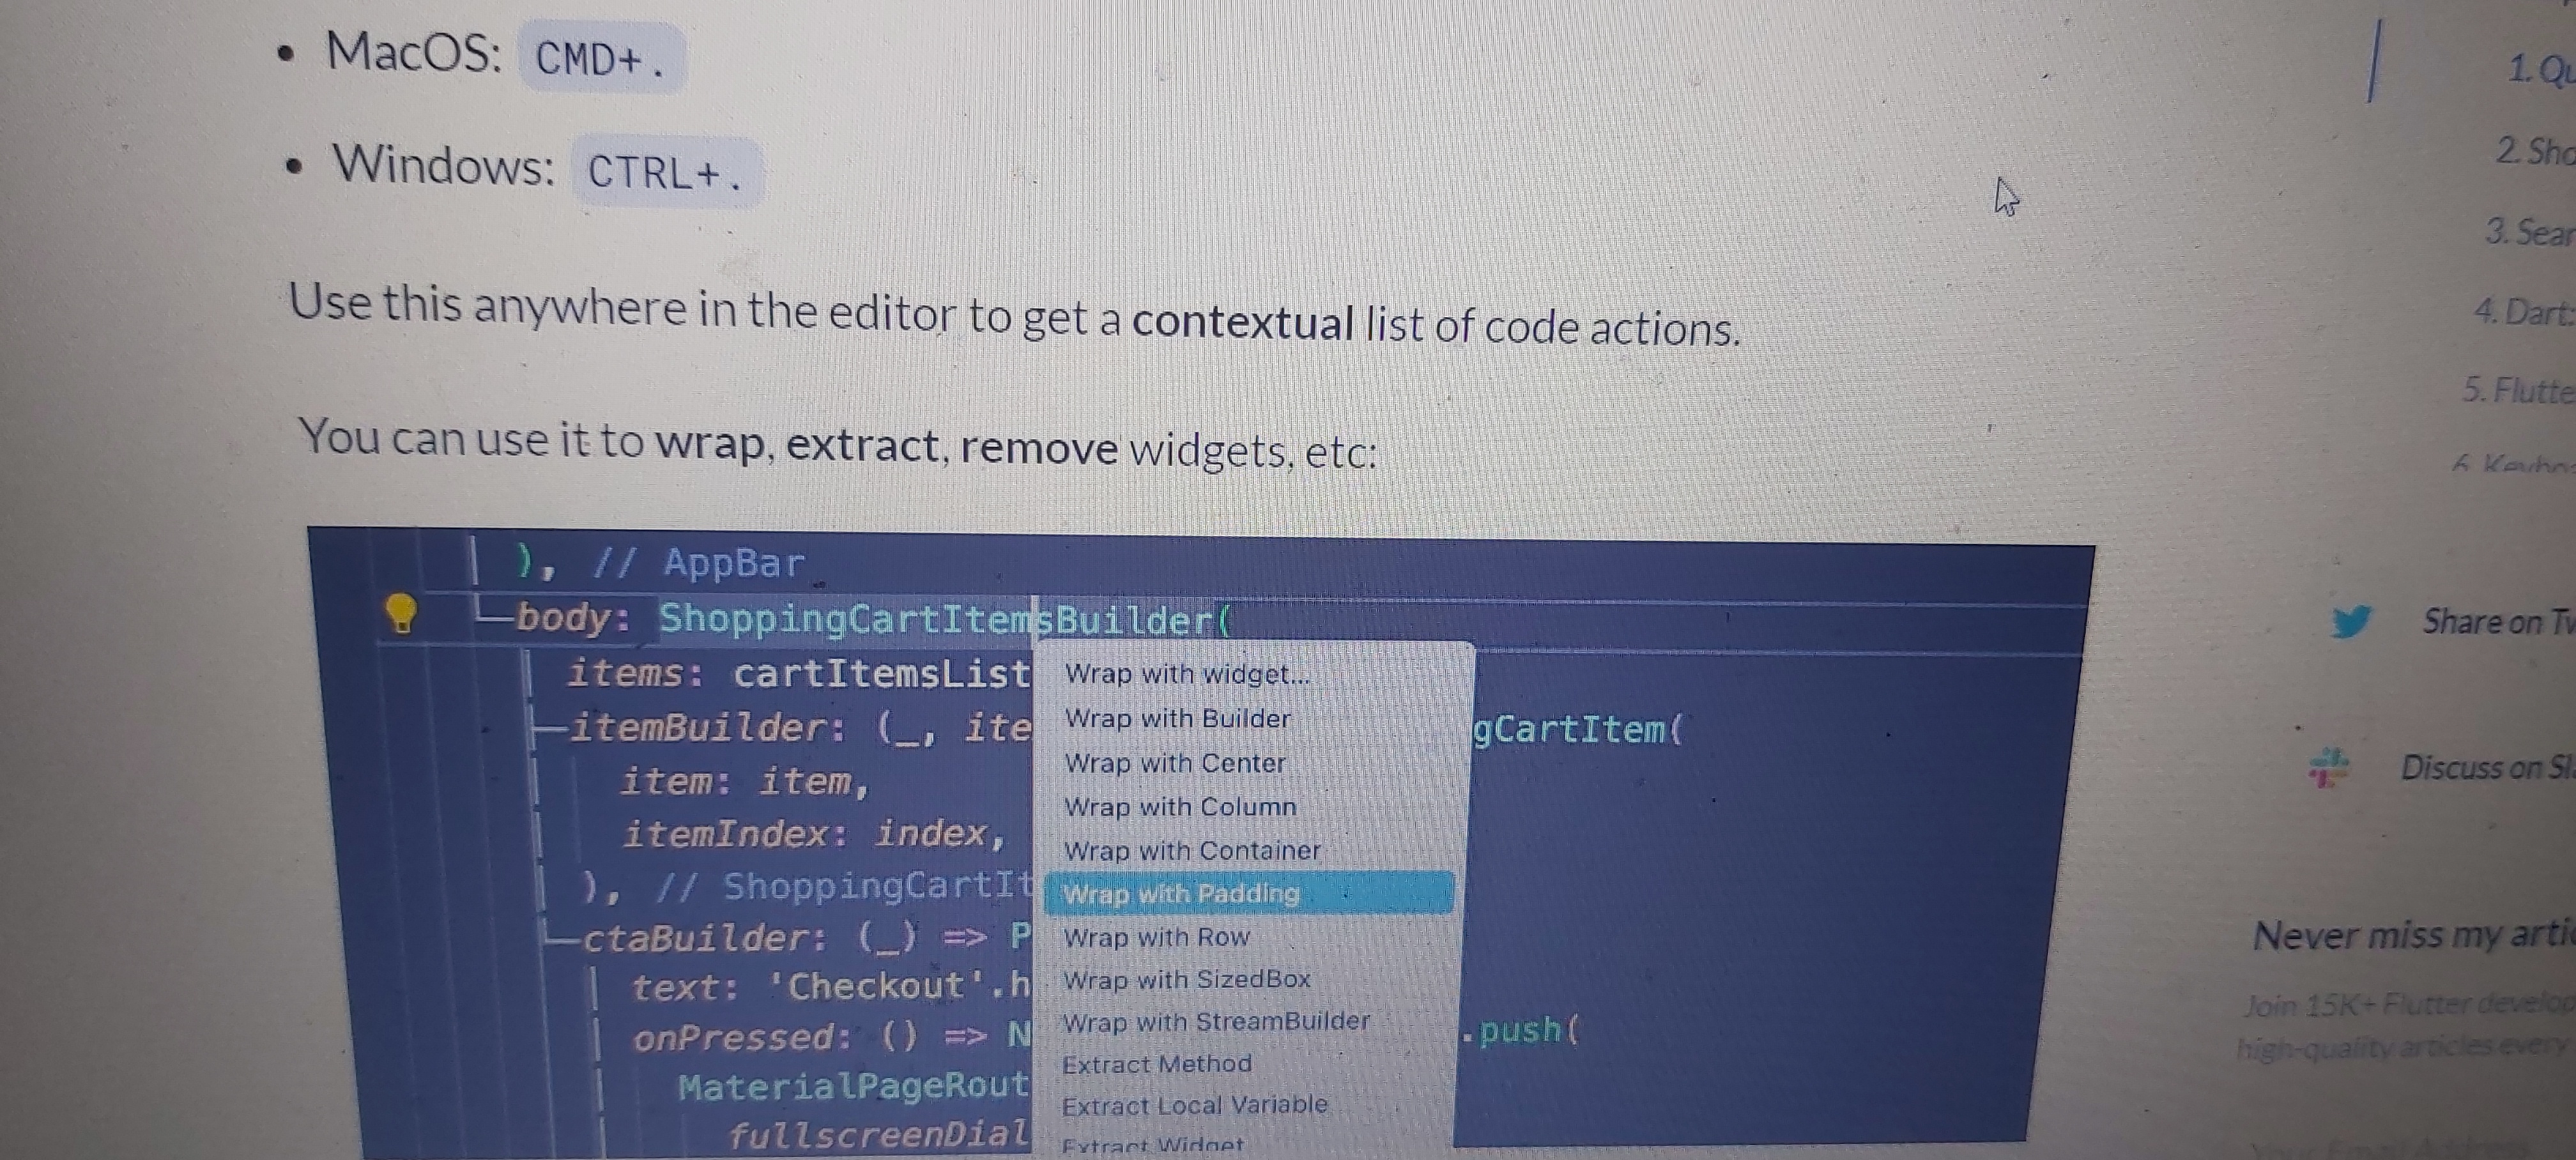 MacOS: CMD+.
Windows: CTRL+.
Use this anywhere in the editor to get a contextual list of code actions.
You can use it to wrap, extract, remove widgets, etc:
), // AppBar
body: ShoppingCartItemsBuilder(
items: cartItemsList
itemBuilder: (_, ite
gCartItem(
item: item,
itemIndex: index,
), // ShoppingCartIt
ctaBuilder: (_) => P
text: 'Checkout'.h
onPressed: () => N
.push(
MaterialPageRout
fullscreenDial
Wrap with widget...
Wrap with Builder
Wrap with Center
Wrap with Column
Wrap with Container
Wrap with Padding
Wrap with Row
Wrap with SizedBox
Wrap with StreamBuilder
Extract Method
Extract Local Variable
Extract Widget
1. Qu
2. Sho
3. Sear
4. Dart:
5. Flutte
Share on Tw
Discuss on Sla
Never miss my artic
Join 15K+ Flutter develop
high-quality articles every